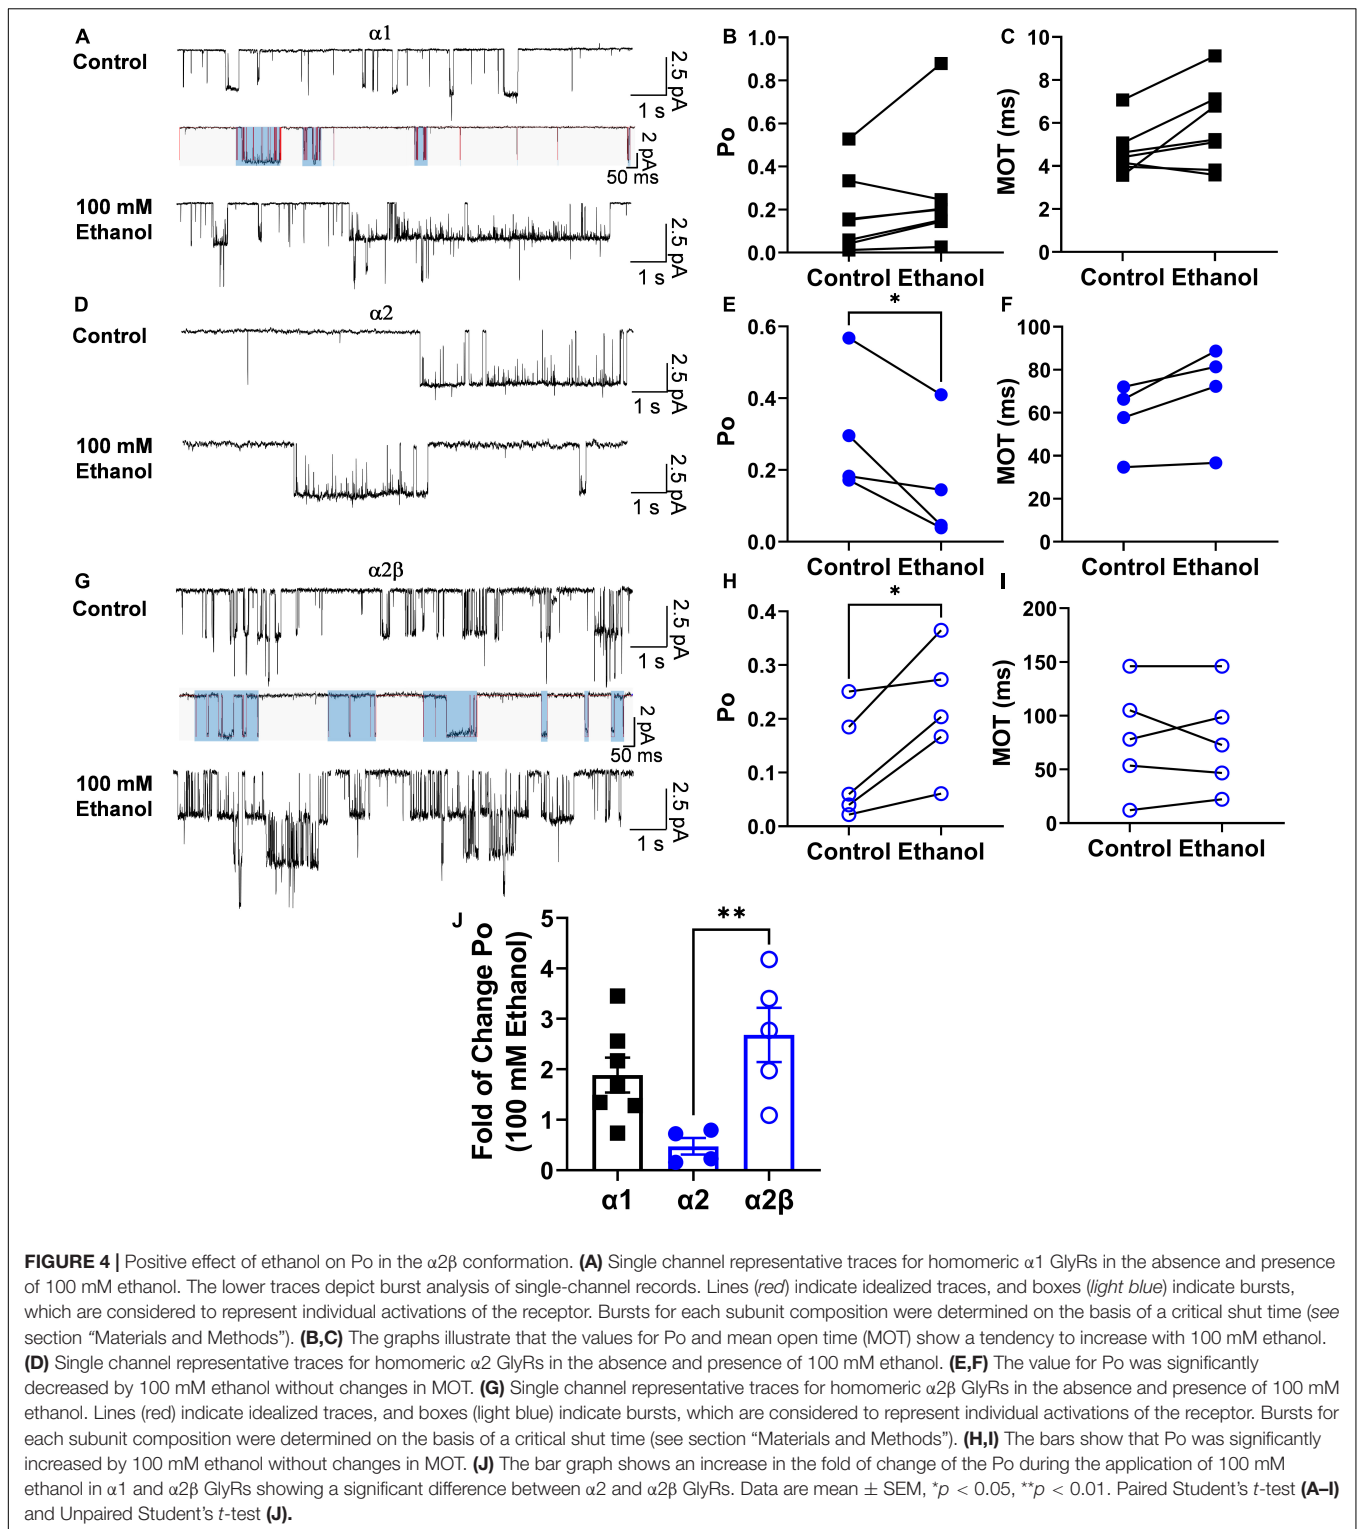 A
α1
Control
2.5 pA
1 s
2 pA
50 ms
100 mM
Ethanol
2.5 pA
1 s
B
1.0
0.8
0.6
0.4
0.2
0.0
Po
Control Ethanol
C
10
8
6
4
2
0
MOT (ms)
Control Ethanol
D
α2
Control
2.5 pA
1 s
100 mM
Ethanol
2.5 pA
1 s
E
*
0.6
0.4
0.2
0.0
Po
Control Ethanol
F
100
80
60
40
20
0
MOT (ms)
Control Ethanol
G
α2β
Control
2.5 pA
1 s
2 pA
50 ms
100 mM
Ethanol
2.5 pA
1 s
H
*
0.4
0.3
0.2
0.1
0.0
Po
Control Ethanol
I
200
150
100
50
0
MOT (ms)
Control Ethanol
J
**
5
4
3
2
1
0
Fold of Change Po
(100 mM Ethanol)
α1 α2 α2β
FIGURE 4 | Positive effect of ethanol on Po in the α2β conformation. (A) Single channel representative traces for homomeric α1 GlyRs in the absence and presence
of 100 mM ethanol. The lower traces depict burst analysis of single-channel records. Lines (red) indicate idealized traces, and boxes (light blue) indicate bursts,
which are considered to represent individual activations of the receptor. Bursts for each subunit composition were determined on the basis of a critical shut time (see
section “Materials and Methods”). (B,C) The graphs illustrate that the values for Po and mean open time (MOT) show a tendency to increase with 100 mM ethanol.
(D) Single channel representative traces for homomeric α2 GlyRs in the absence and presence of 100 mM ethanol. (E,F) The value for Po was significantly
decreased by 100 mM ethanol without changes in MOT. (G) Single channel representative traces for homomeric α2β GlyRs in the absence and presence of 100 mM
ethanol. Lines (red) indicate idealized traces, and boxes (light blue) indicate bursts, which are considered to represent individual activations of the receptor. Bursts for
each subunit composition were determined on the basis of a critical shut time (see section “Materials and Methods”). (H,I) The bars show that Po was significantly
increased by 100 mM ethanol without changes in MOT. (J) The bar graph shows an increase in the fold of change of the Po during the application of 100 mM
ethanol in α1 and α2β GlyRs showing a significant difference between α2 and α2β GlyRs. Data are mean ± SEM, *p < 0.05, **p < 0.01. Paired Student’s t-test (A–I)
and Unpaired Student’s t-test (J).